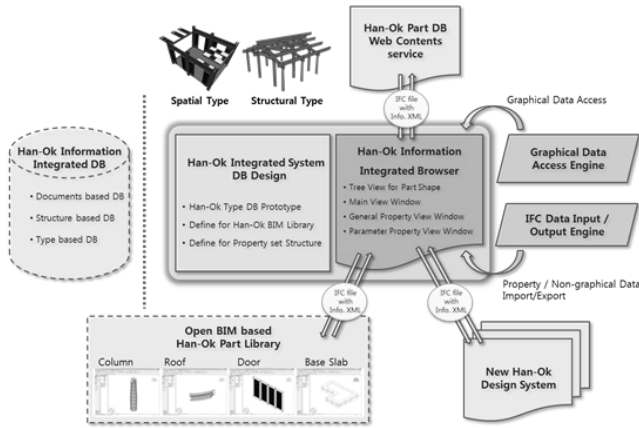 Han-Ok Part DB
Web Contents
service
Spatial Type
Structural Type
IFC file
with
Info. XML
Graphical Data Access
Han-Ok Information
Integrated DB
• Documents based DB
• Structure based DB
• Type based DB
Han-Ok Integrated System
DB Design
• Han-Ok Type DB Prototype
• Define for Han-Ok BIM Library
• Define for Property set Structure
Han-Ok Information
Integrated Browser
• Tree View for Part Shape
• Main View Window
• General Property View Window
• Parameter Property View Window
Graphical Data
Access Engine
IFC Data Input /
Output Engine
Property / Non-graphical Data
Import/Export
IFC file
with
Info. XML
IFC file
with
Info. XML
Open BIM based
Han-Ok Part Library
Column
Roof
Door
Base Slab
New Han-Ok
Design System